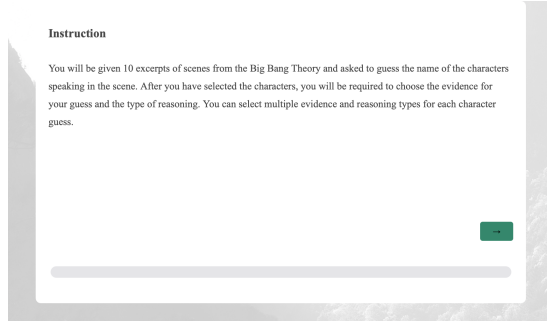 Instruction
You will be given 10 excerpts of scenes from the Big Bang Theory and asked to guess the name of the characters
speaking in the scene. After you have selected the characters, you will be required to choose the evidence for
your guess and the type of reasoning. You can select multiple evidence and reasoning types for each character
guess.
→